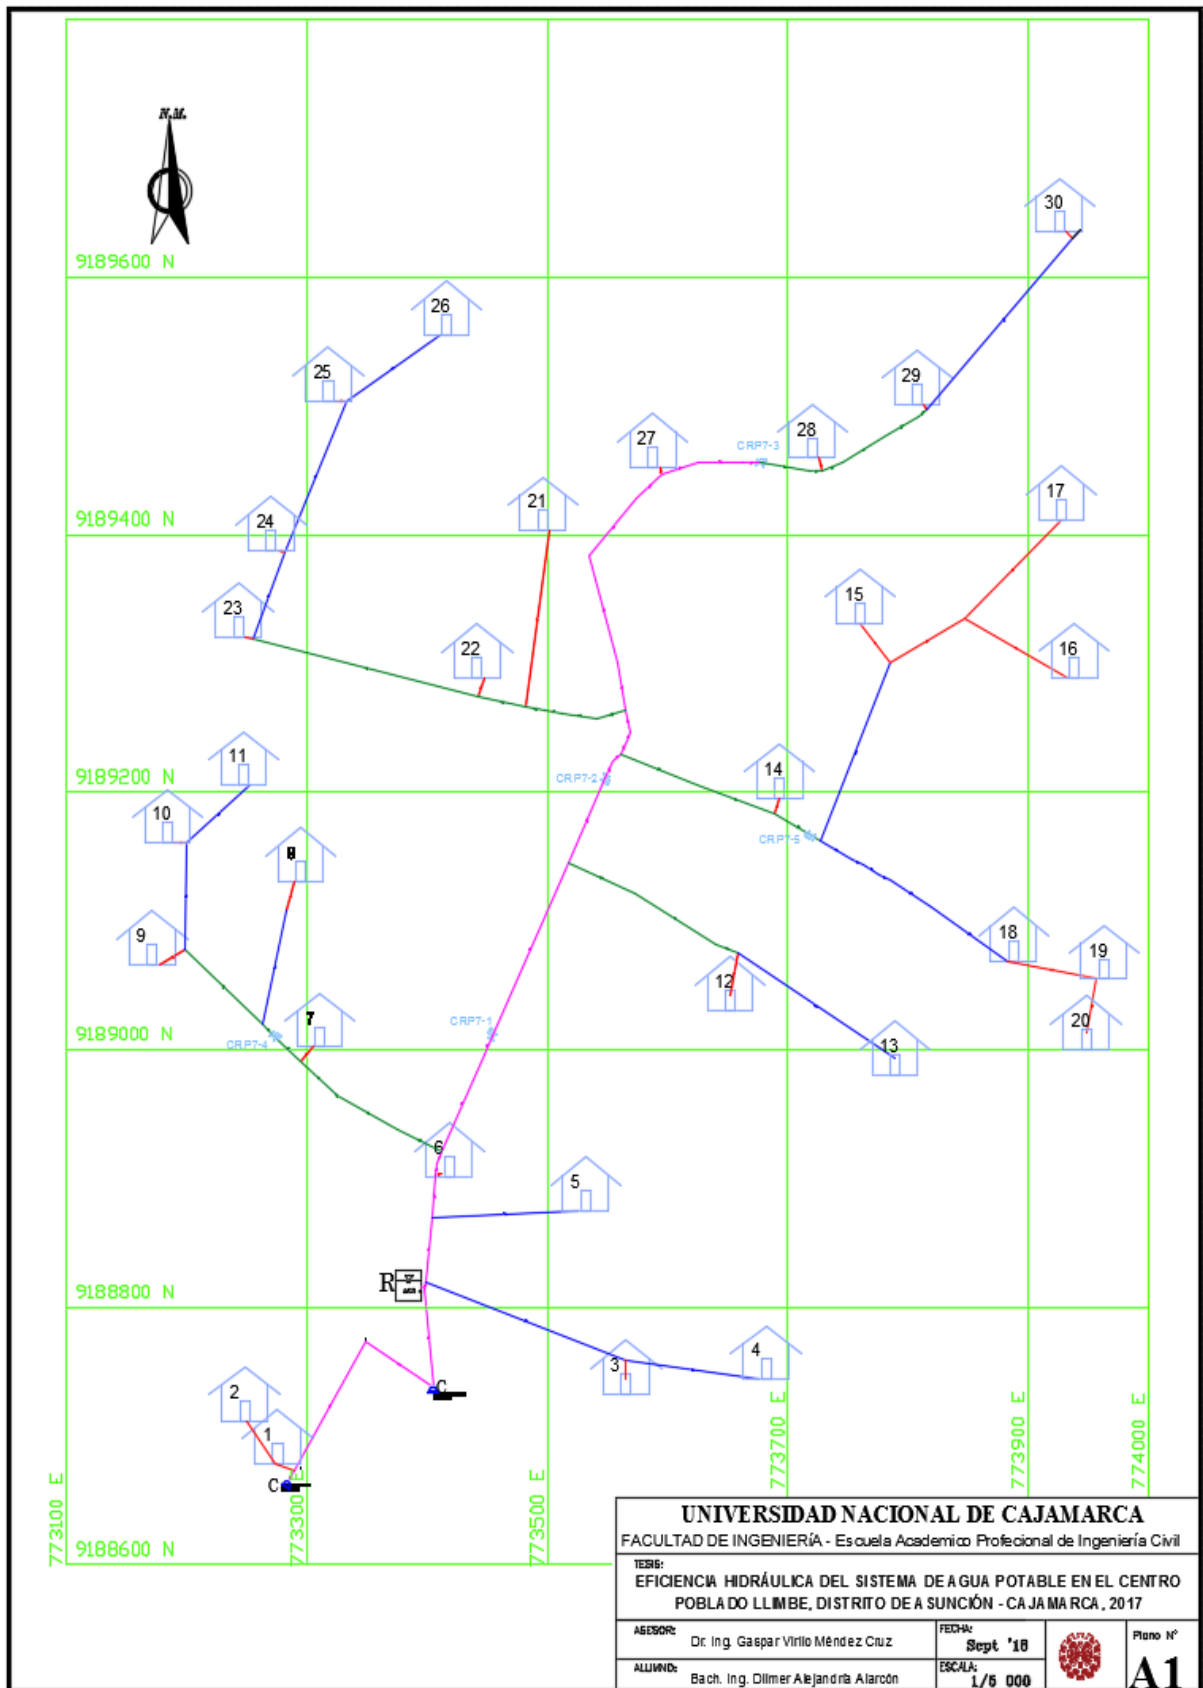 N.M.
30
9189600 N
26
25
29
28
27
CRP7-3
21
17
24
9189400 N
15
23
22
16
11
14
9189200 N
CRP7-2
10
CRP7-5
8
9
18
19
12
20
7
CRP7-1
9189000 N
CRP7-4
13
6
5
R
9188800 N
4
3
C
2
1
C
773100 E
773300 E
773500 E
773700 E
773900 E
774000 E
9188600 N
UNIVERSIDAD NACIONAL DE CAJAMARCA
FACULTAD DE INGENIERÍA - Escuela Academico Profecional de Ingeniería Civil
TESIS:
EFICIENCIA HIDRÁULICA DEL SISTEMA DE AGUA POTABLE EN EL CENTRO
POBLADO LLIMBE, DISTRITO DE ASUNCIÓN - CAJAMARCA, 2017
ASESOR:
Dr. Ing. Gaspar Virilo Méndez Cruz
FECHA:
Sept '18
Plano N°
A1
ALUMNO:
Bach. Ing. Dilmer Alejandría Alarcón
ESCALA:
1/5 000